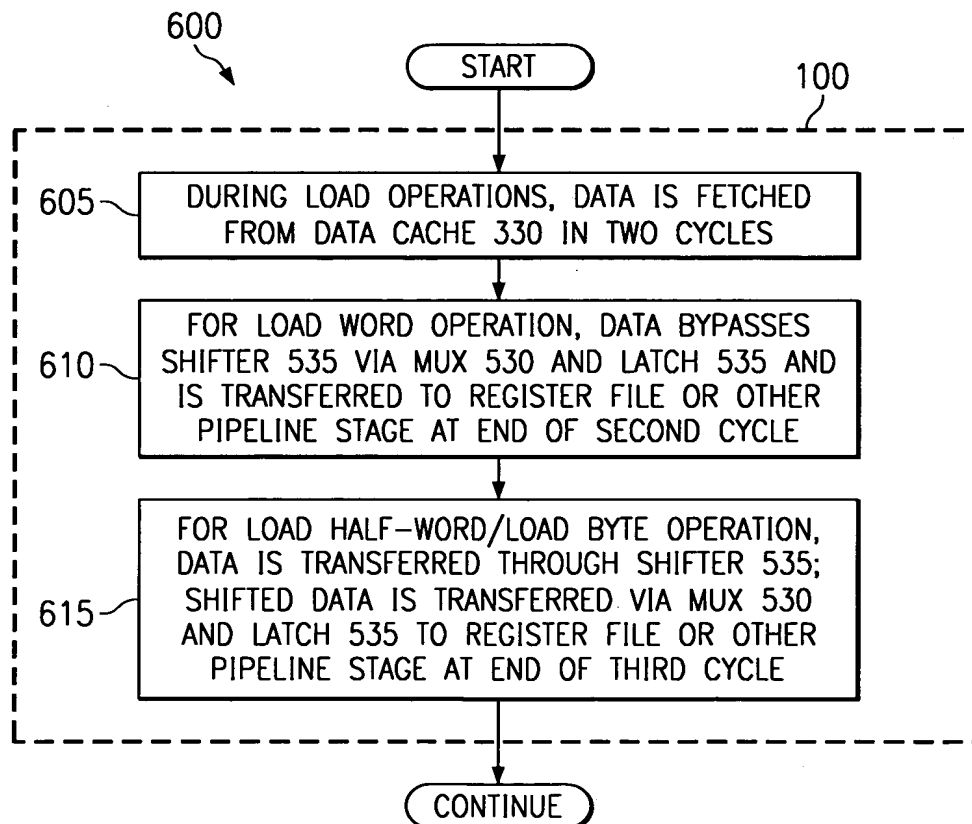 600
START
100
605
DURING LOAD OPERATIONS, DATA IS FETCHED
FROM DATA CACHE 330 IN TWO CYCLES
610
FOR LOAD WORD OPERATION, DATA BYPASSES
SHIFTER 535 VIA MUX 530 AND LATCH 535 AND
IS TRANSFERRED TO REGISTER FILE OR OTHER
PIPELINE STAGE AT END OF SECOND CYCLE
615
FOR LOAD HALF-WORD/LOAD BYTE OPERATION,
DATA IS TRANSFERRED THROUGH SHIFTER 535;
SHIFTED DATA IS TRANSFERRED VIA MUX 530
AND LATCH 535 TO REGISTER FILE OR OTHER
PIPELINE STAGE AT END OF THIRD CYCLE
CONTINUE